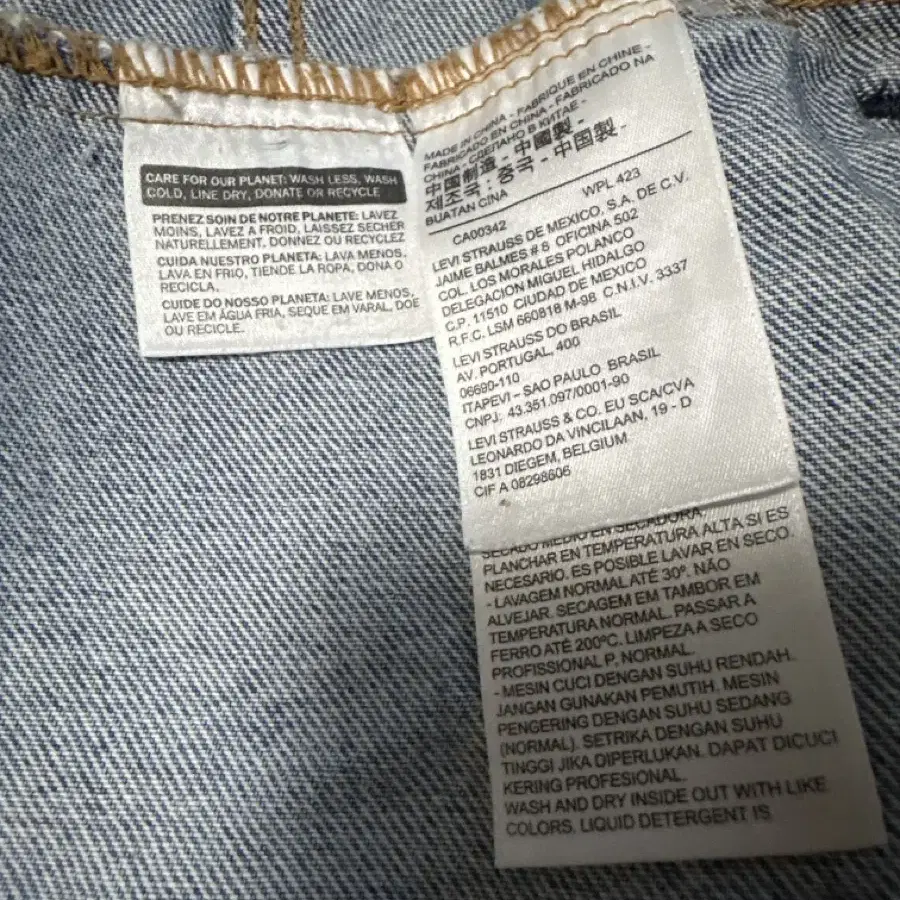 CARE FOR OUR PLANET: WASH LESS, WASH
COLD, LINE DRY, DONATE OR RECYCLE
PRENEZ SOIN DE NOTRE PLANETE: LAVEZ
MOINS, LAVEZ A FROID, LAISSEZ SECHER
NATURELLEMENT, DONNEZ OU RECYCLEZ
CUIDA NUESTRO PLANETA: LAVA MENOS,
LAVA EN FRIO, TIENDE LA ROPA, DONA O
RECICLA,
CUIDE DO NOSSO PLANETA: LAVE MENOS,
LAVE EM ÁGUA FRIA, SEQUE EM VARAL, DOE
OU RECICLE.
MADE IN CHINA - FABRIQUE EN CHINE -
FABRICADO EN CHINA - FABRICADO NA
CHINA - СДЕЛАНО В КИТАЕ -
中国制造 - 中國製 -
제조국 : 중국 - 中国製 -
BUATAN CINA
CA00342 WPL 423
LEVI STRAUSS DE MEXICO, S.A. DE C.V.
JAIME BALMES # 8 OFICINA 502
COL. LOS MORALES POLANCO
DELEGACION MIGUEL HIDALGO
C.P. 11510 CIUDAD DE MEXICO
R.F.C. LSM 660818 M-98 C.N.I.V. 3337
LEVI STRAUSS DO BRASIL
AV. PORTUGAL, 400
06690-110
ITAPEVI - SAO PAULO BRASIL
CNPJ: 43.351.097/0001-90
LEVI STRAUSS & CO. EU SCA/CVA
LEONARDO DA VINCILAAN, 19 - D
1831 DIEGEM, BELGIUM
CIF A 08298606
SECADO MEDIO EN SECADORA
PLANCHAR EN TEMPERATURA ALTA SÍ ES
NECESARIO. ES POSIBLE LAVAR EN SECO.
- LAVAGEM NORMAL ATÉ 30º. NÃO
ALVEJAR. SECAGEM EM TAMBOR EM
TEMPERATURA NORMAL. PASSAR A
FERRO ATÉ 200ºC. LIMPEZA A SECO
PROFISSIONAL P, NORMAL.
- MESIN CUCI DENGAN SUHU RENDAH.
JANGAN GUNAKAN PEMUTIH. MESIN
PENGERING DENGAN SUHU SEDANG
(NORMAL). SETRIKA DENGAN SUHU
TINGGI JIKA DIPERLUKAN. DAPAT DICUCI
KERING PROFESIONAL.
WASH AND DRY INSIDE OUT WITH LIKE
COLORS. LIQUID DETERGENT IS